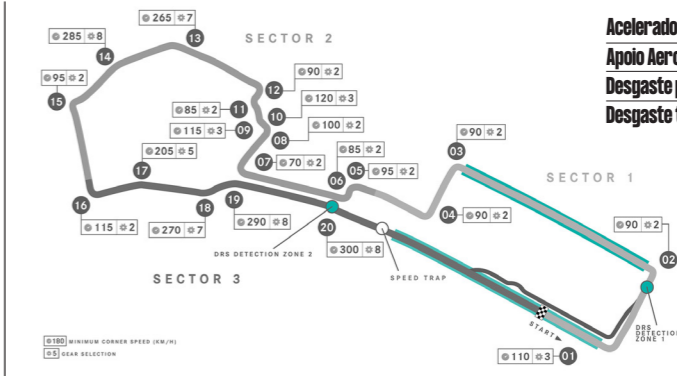 265 7
13
SECTOR 2
285 8
14
95 2
15
90 2
12
120 3
10
85 2
11
115 3
09
100 2
08
70 2
07
85 2
06
95 2
05
90 2
03
90 2
04
SECTOR 1
90 2
02
205 5
17
16
115 2
270 7
18
19
290 8
20
300 8
DRS DETECTION ZONE 2
SPEED TRAP
SECTOR 3
START
DRS
DETECTION
ZONE 1
110 3
01
180 MINIMUM CORNER SPEED (KM/H)
5 GEAR SELECTION
Acelerado
Apoio Aero
Desgaste p
Desgaste t